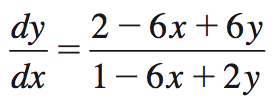 dy/dx = (2 − 6x + 6y)/(1 − 6x + 2y)